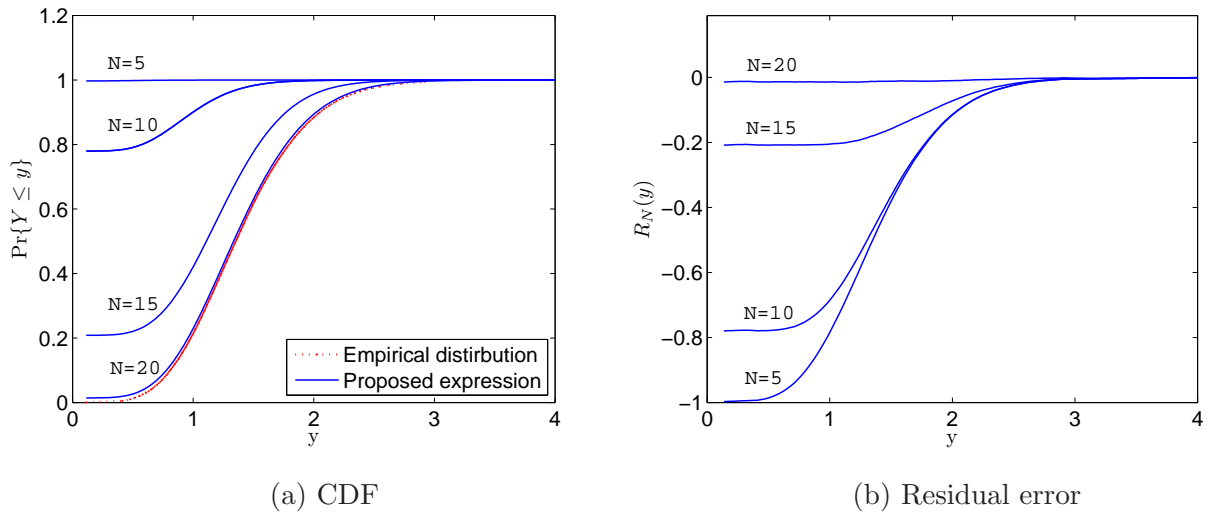 1.2
1
0.8
0.6
0.4
0.2
0
Pr{Y ≤ y}
N=5
N=10
N=15
N=20
Empirical distirbution
Proposed expression
0 1 2 3 4
y
(a) CDF
0
−0.2
−0.4
−0.6
−0.8
−1
R_N(y)
N=20
N=15
N=10
N=5
0 1 2 3 4
y
(b) Residual error